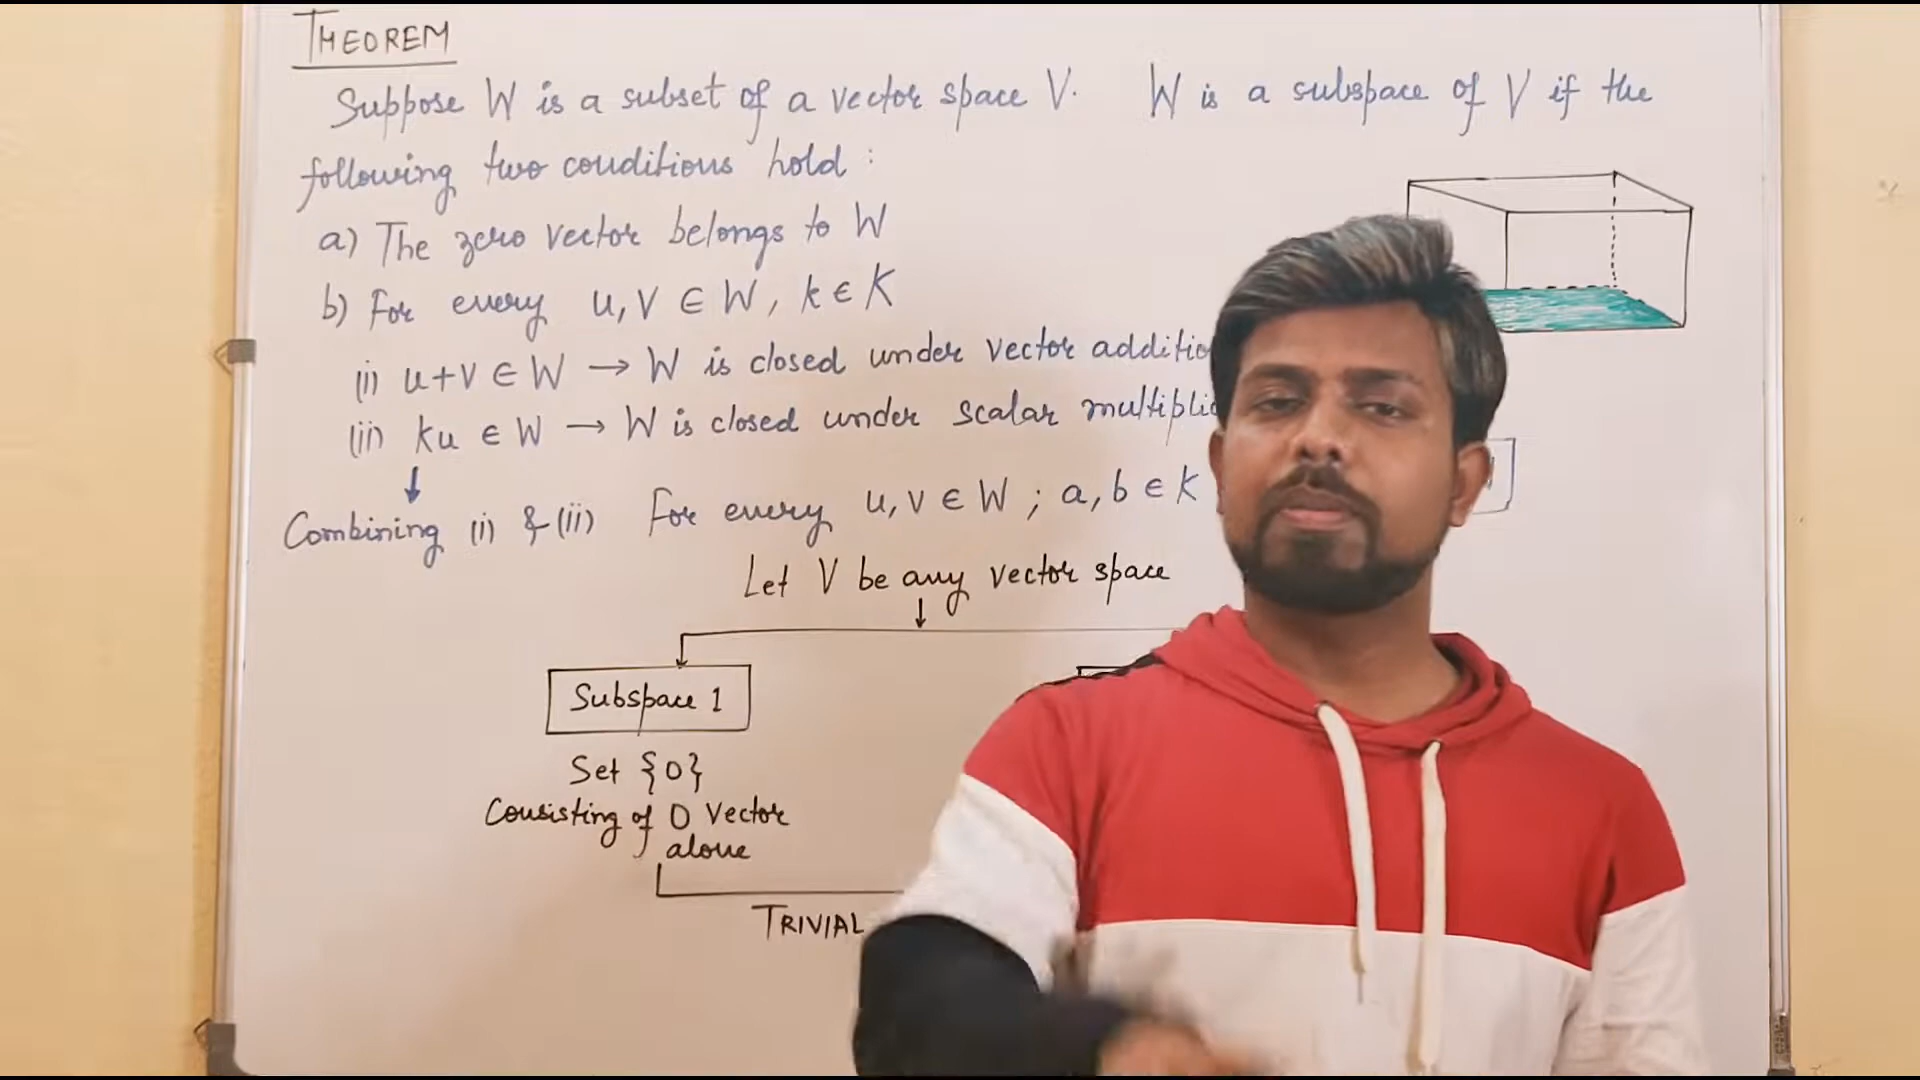 THEOREM
Suppose W is a subset of a vector space V. W is a subspace of V if the
following two conditions hold :
a) The zero vector belongs to W
b) For every u, v ∈ W, k ∈ K
(i) u+v ∈ W → W is closed under vector additio
(ii) ku ∈ W → W is closed under scalar multiplic
↓
Combining (i) & (ii) For every u, v ∈ W ; a, b ∈ K
Let V be any vector space
↓
Subspace 1
Set {0}
Consisting of 0 vector
alone
TRIVIAL